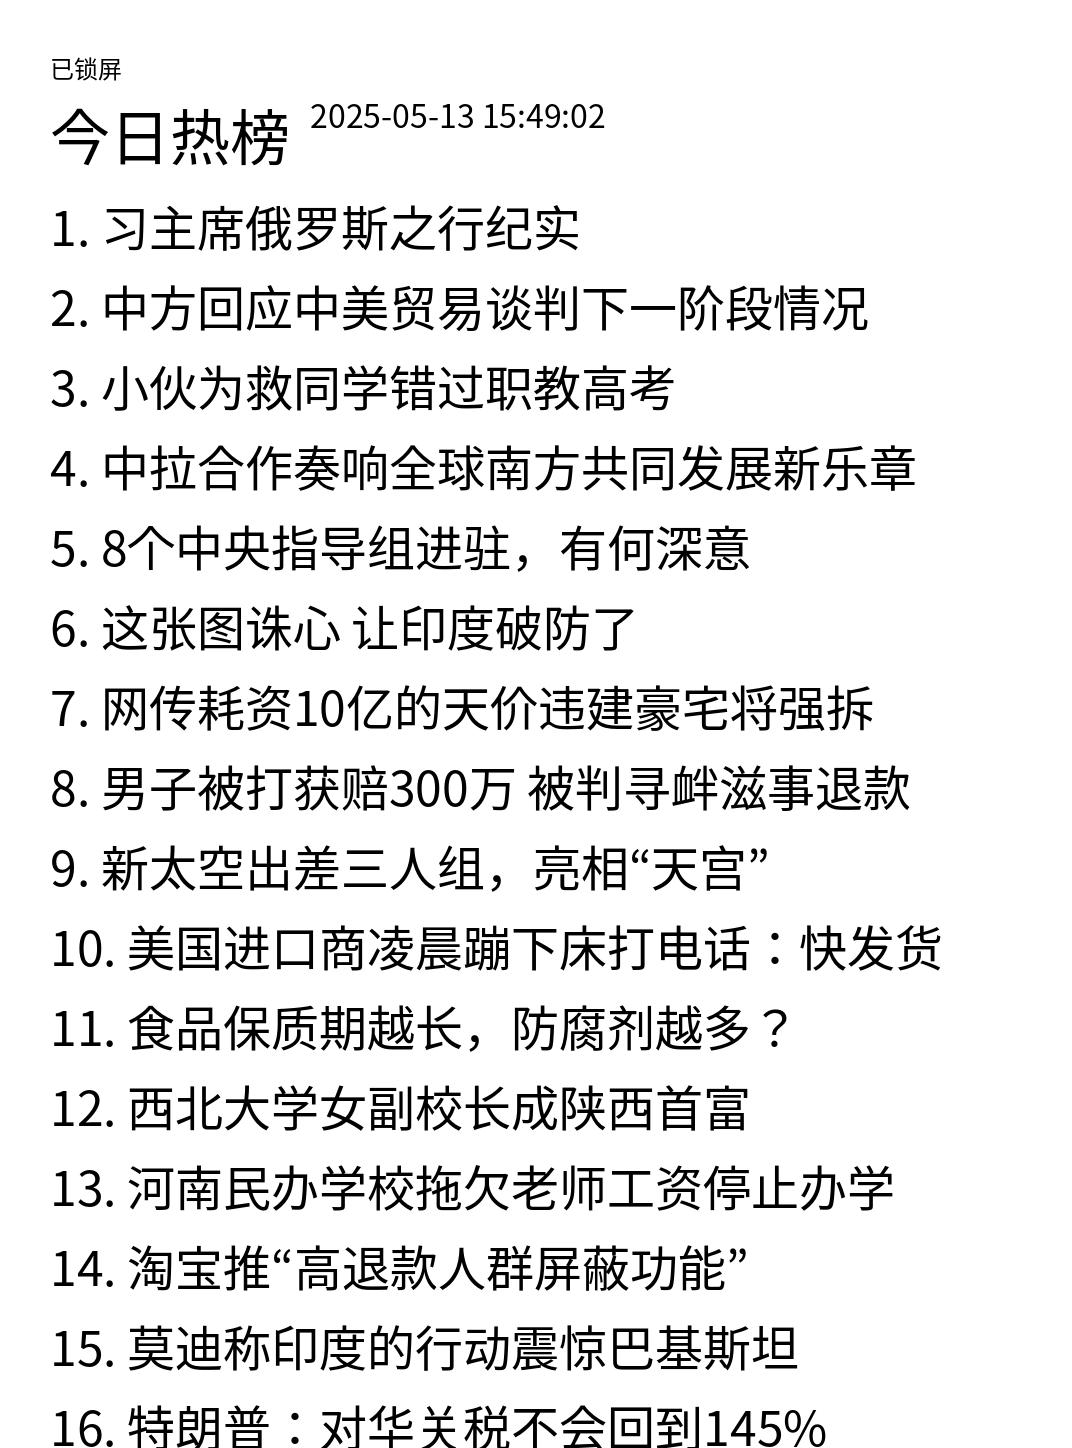 已锁屏
今日热榜 2025-05-13 15:49:02
1. 习主席俄罗斯之行纪实
2. 中方回应中美贸易谈判下一阶段情况
3. 小伙为救同学错过职教高考
4. 中拉合作奏响全球南方共同发展新乐章
5. 8个中央指导组进驻，有何深意
6. 这张图诛心 让印度破防了
7. 网传耗资10亿的天价违建豪宅将强拆
8. 男子被打获赔300万 被判寻衅滋事退款
9. 新太空出差三人组，亮相“天宫”
10. 美国进口商凌晨蹦下床打电话：快发货
11. 食品保质期越长，防腐剂越多？
12. 西北大学女副校长成陕西首富
13. 河南民办学校拖欠老师工资停止办学
14. 淘宝推“高退款人群屏蔽功能”
15. 莫迪称印度的行动震惊巴基斯坦
16. 特朗普：对华关税不会回到145%